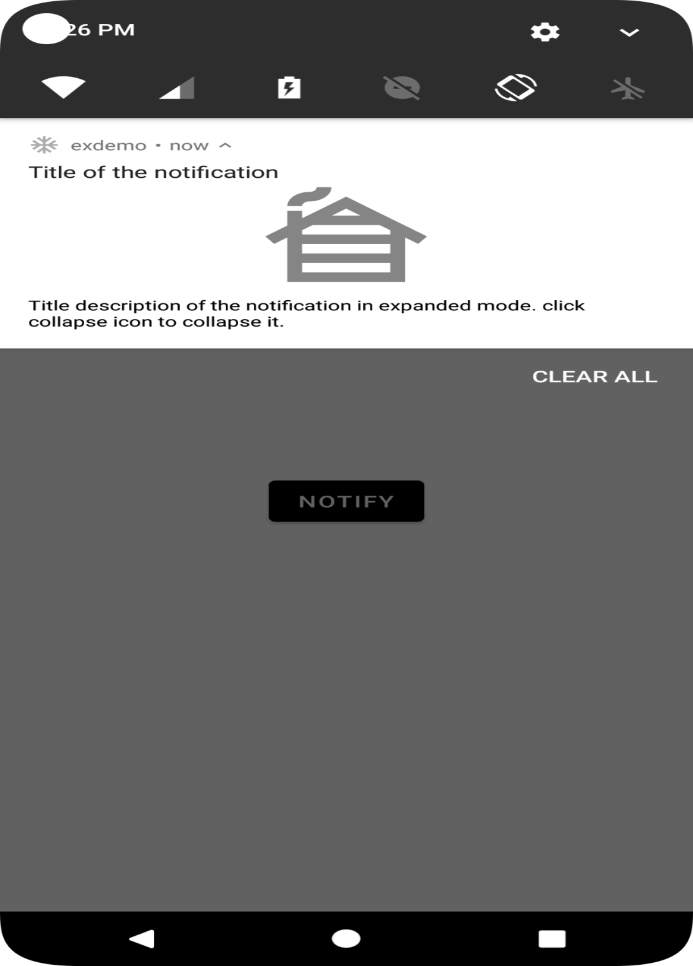 26 PM
exdemo • now
Title of the notification
Title description of the notification in expanded mode. click
collapse icon to collapse it.
CLEAR ALL
NOTIFY